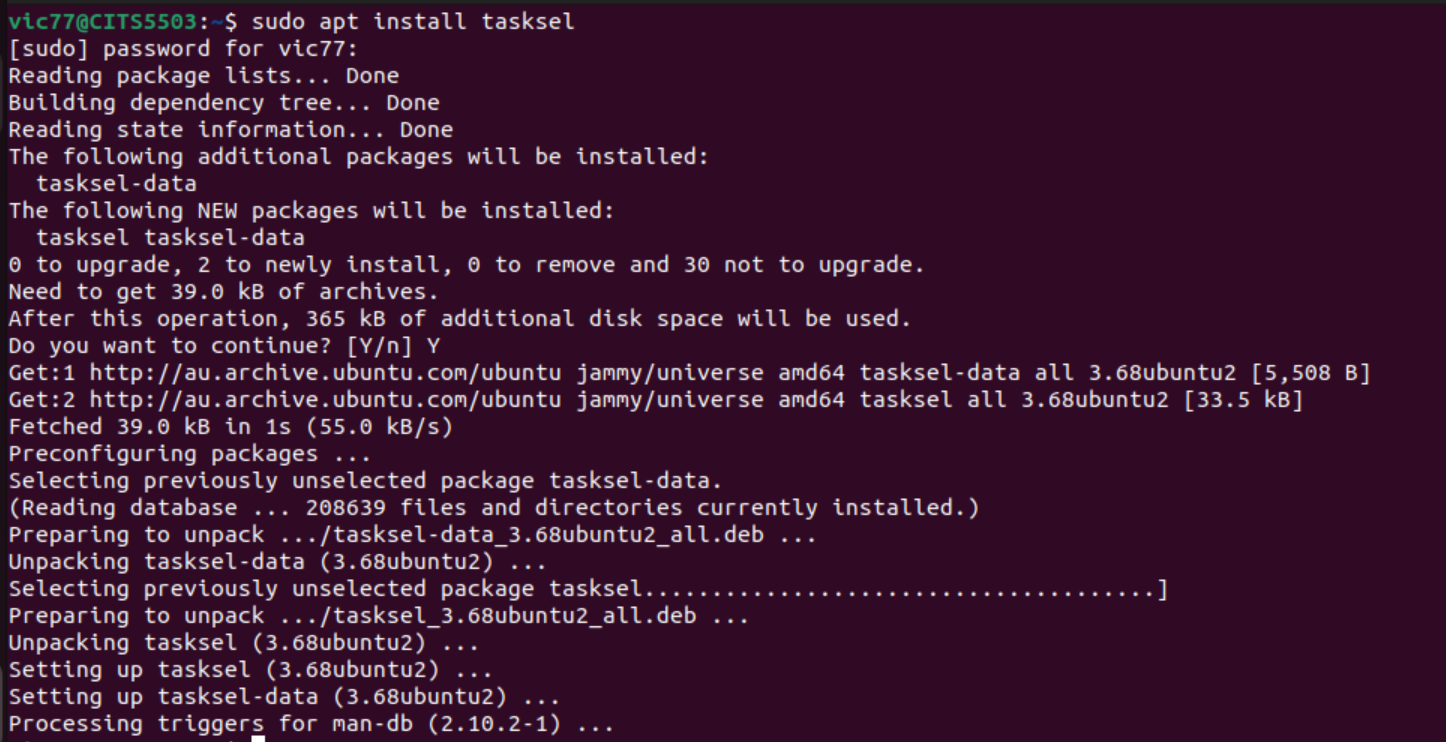 vic77@CITS5503:~$ sudo apt install tasksel
[sudo] password for vic77:
Reading package lists... Done
Building dependency tree... Done
Reading state information... Done
The following additional packages will be installed:
  tasksel-data
The following NEW packages will be installed:
  tasksel tasksel-data
0 to upgrade, 2 to newly install, 0 to remove and 30 not to upgrade.
Need to get 39.0 kB of archives.
After this operation, 365 kB of additional disk space will be used.
Do you want to continue? [Y/n] Y
Get:1 http://au.archive.ubuntu.com/ubuntu jammy/universe amd64 tasksel-data all 3.68ubuntu2 [5,508 B]
Get:2 http://au.archive.ubuntu.com/ubuntu jammy/universe amd64 tasksel all 3.68ubuntu2 [33.5 kB]
Fetched 39.0 kB in 1s (55.0 kB/s)
Preconfiguring packages ...
Selecting previously unselected package tasksel-data.
(Reading database ... 208639 files and directories currently installed.)
Preparing to unpack .../tasksel-data_3.68ubuntu2_all.deb ...
Unpacking tasksel-data (3.68ubuntu2) ...
Selecting previously unselected package tasksel......................................]
Preparing to unpack .../tasksel_3.68ubuntu2_all.deb ...
Unpacking tasksel (3.68ubuntu2) ...
Setting up tasksel (3.68ubuntu2) ...
Setting up tasksel-data (3.68ubuntu2) ...
Processing triggers for man-db (2.10.2-1) ...